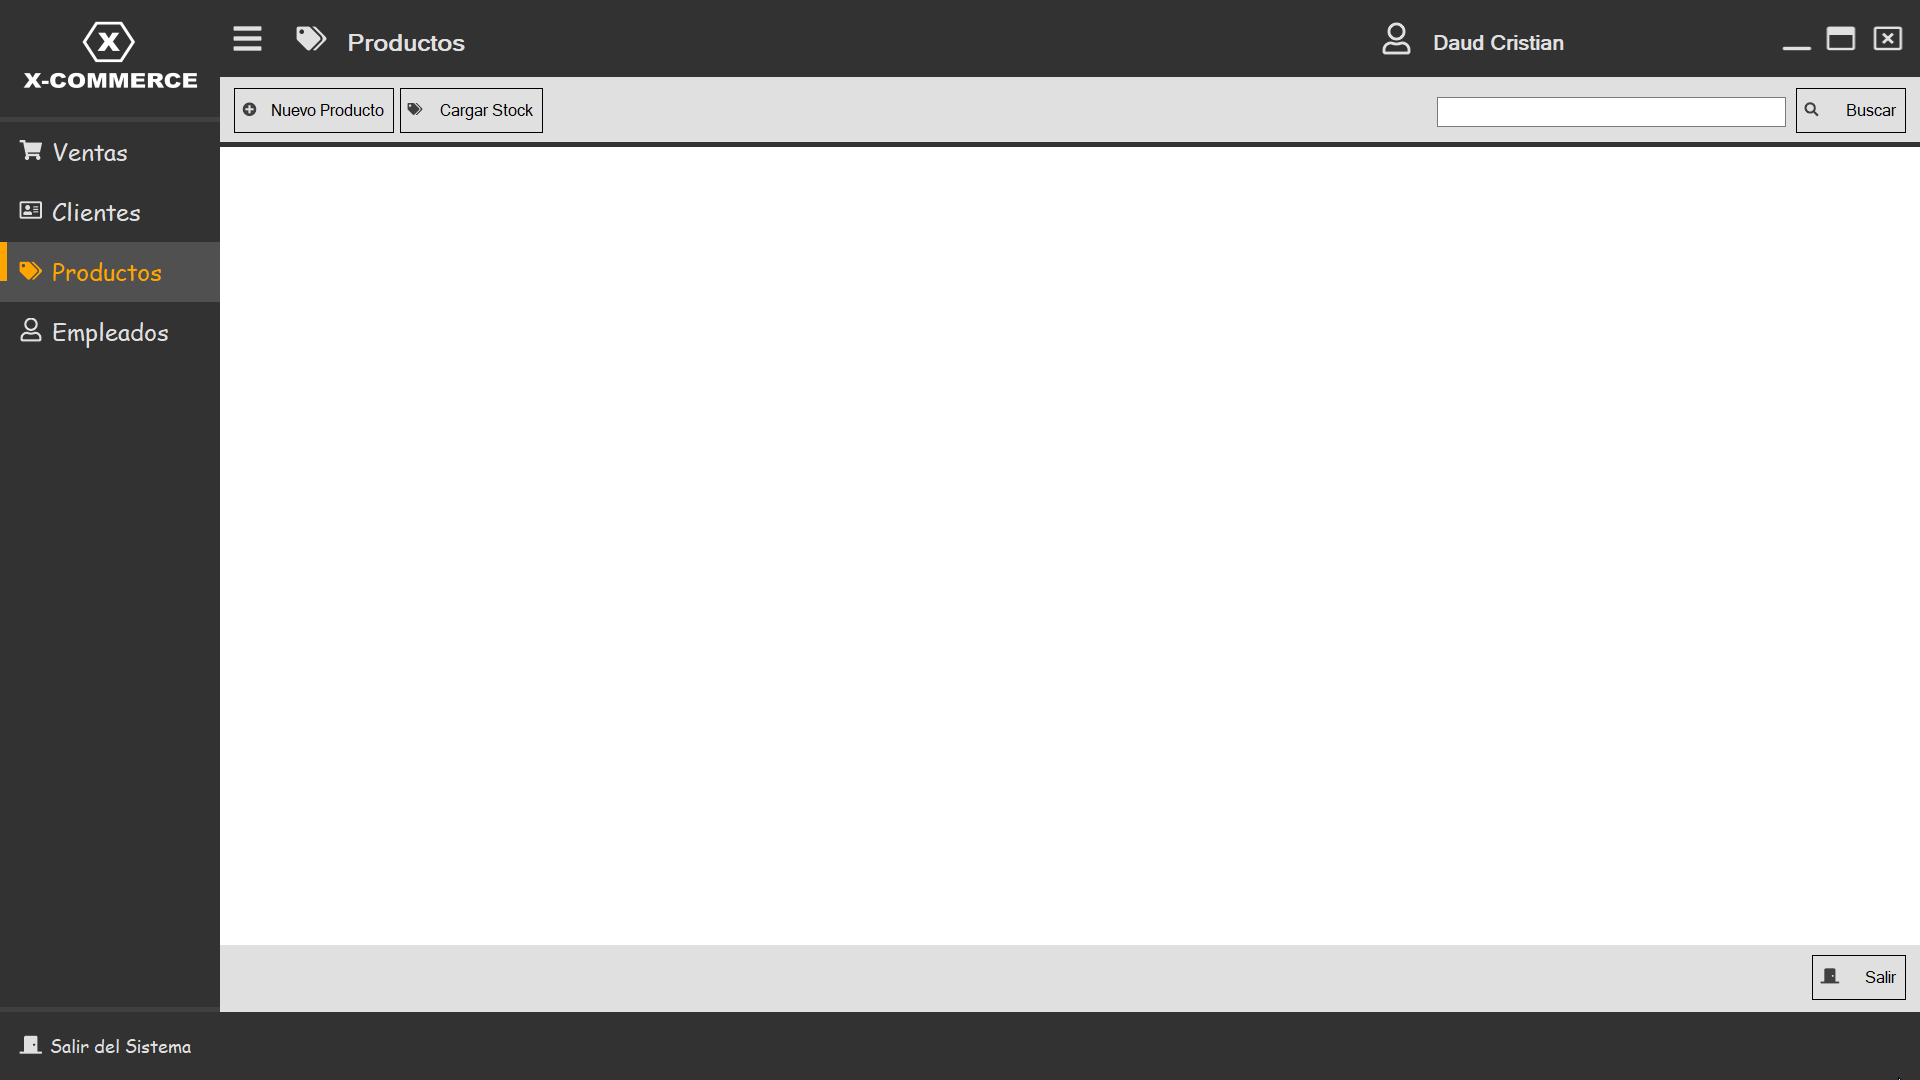 X
X-COMMERCE
Productos
Daud Cristian
Nuevo Producto
Cargar Stock
Buscar
Ventas
Clientes
Productos
Empleados
Salir
Salir del Sistema